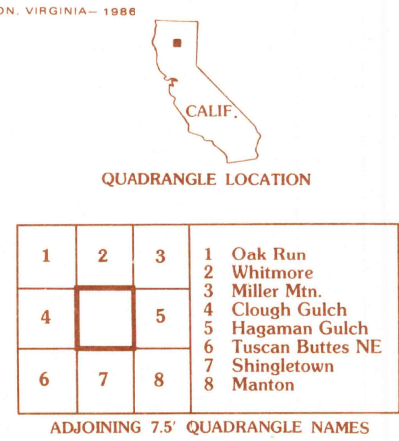 ON, VIRGINIA— 1986
CALIF.
QUADRANGLE LOCATION
1 2 3
4 5
6 7 8
1 Oak Run
2 Whitmore
3 Miller Mtn.
4 Clough Gulch
5 Hagaman Gulch
6 Tuscan Buttes NE
7 Shingletown
8 Manton
ADJOINING 7.5′ QUADRANGLE NAMES